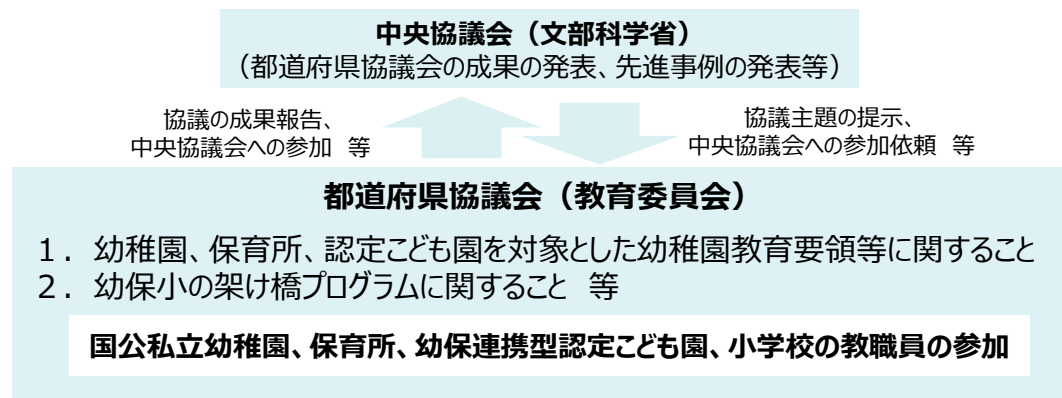 中央協議会（文部科学省）
（都道府県協議会の成果の発表、先進事例の発表等）
協議の成果報告、
中央協議会への参加　等
協議主題の提示、
中央協議会への参加依頼　等
都道府県協議会（教育委員会）
１．幼稚園、保育所、認定こども園を対象とした幼稚園教育要領等に関すること
２．幼保小の架け橋プログラムに関すること　等
国公私立幼稚園、保育所、幼保連携型認定こども園、小学校の教職員の参加